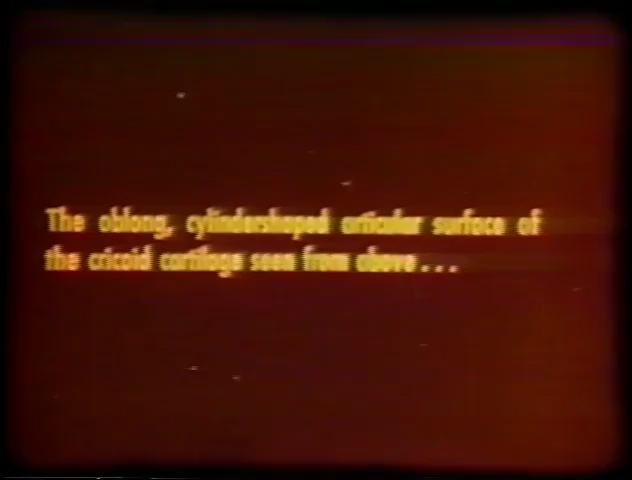 The oblong, cylindershaped articular surface of
the cricoid cartilage seen from above...